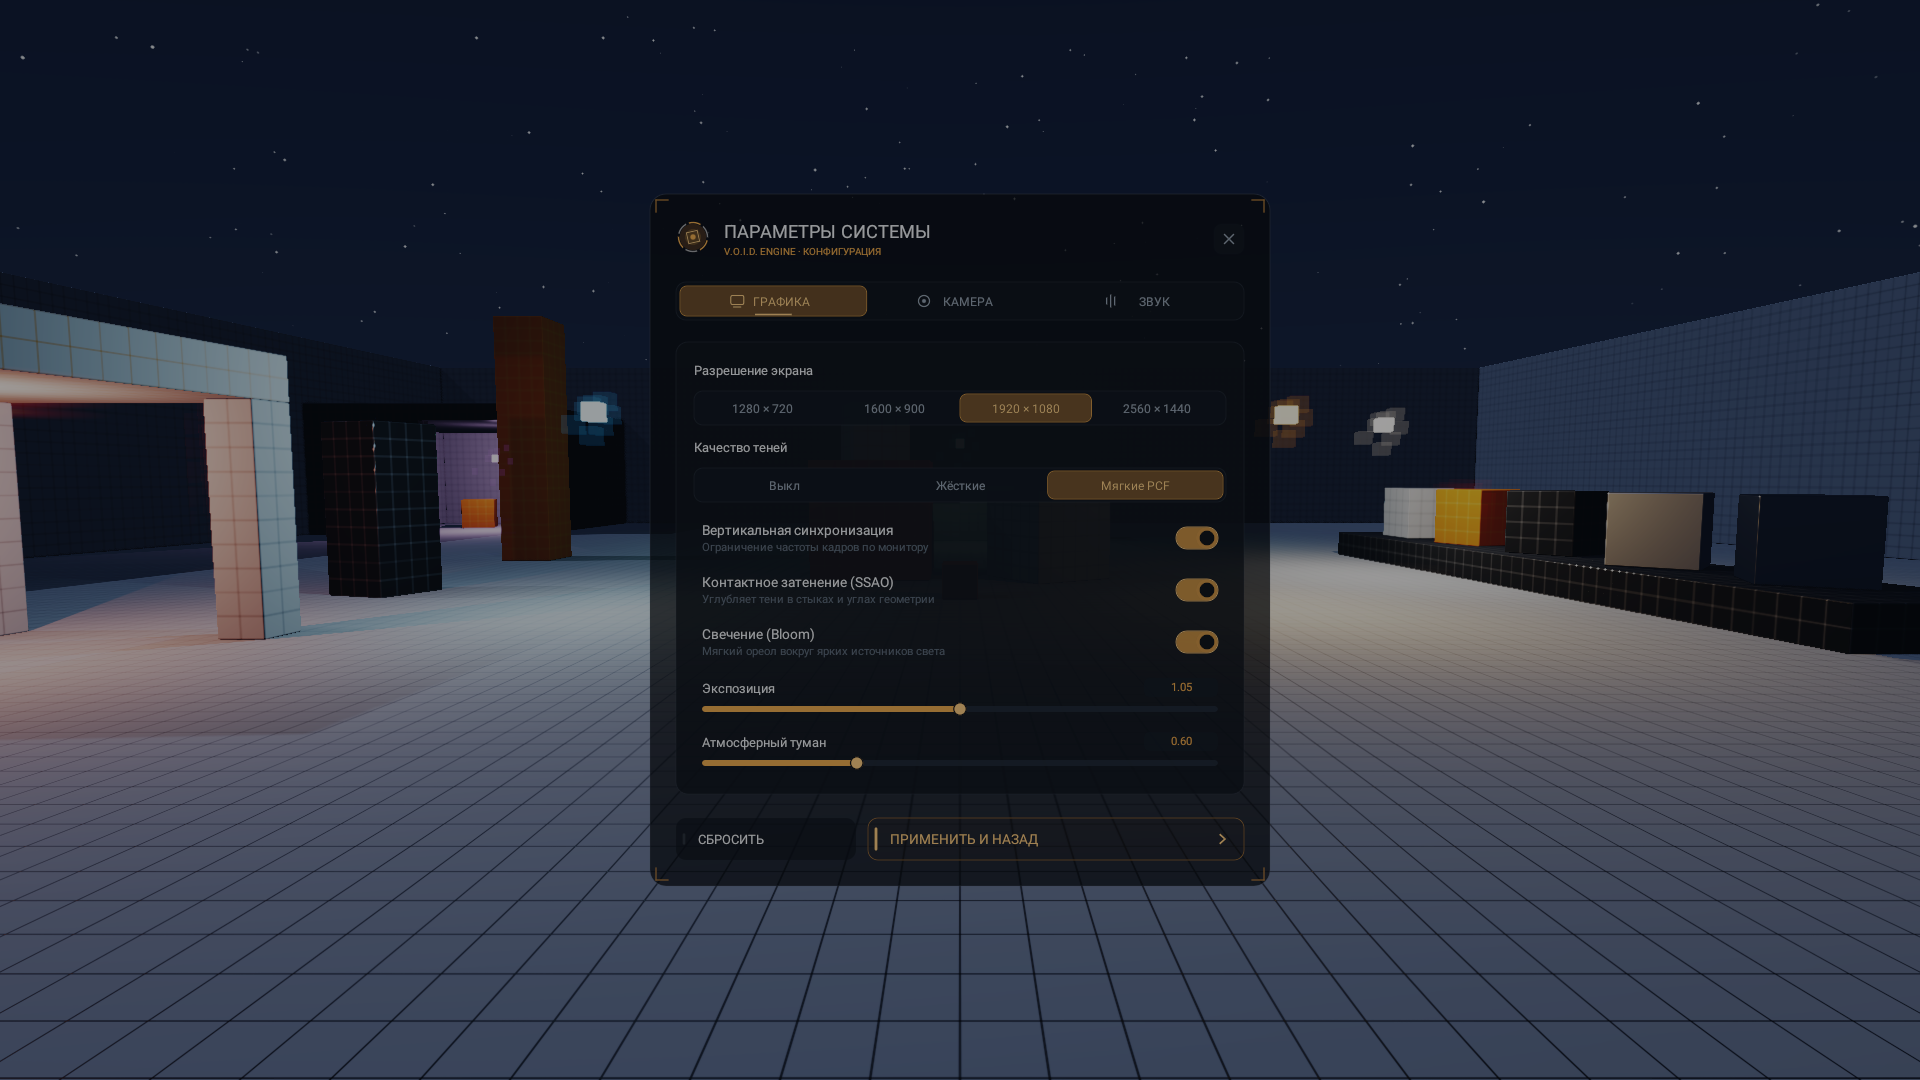 ПАРАМЕТРЫ СИСТЕМЫ
V.O.I.D. ENGINE · КОНФИГУРАЦИЯ
ГРАФИКА КАМЕРА ЗВУК
Разрешение экрана
1280 × 720 1600 × 900 1920 × 1080 2560 × 1440
Качество теней
Выкл Жёсткие Мягкие PCF
Вертикальная синхронизация
Ограничение частоты кадров по монитору
Контактное затенение (SSAO)
Углубляет тени в стыках и углах геометрии
Свечение (Bloom)
Мягкий ореол вокруг ярких источников света
Экспозиция 1.05
Атмосферный туман 0.60
СБРОСИТЬ ПРИМЕНИТЬ И НАЗАД